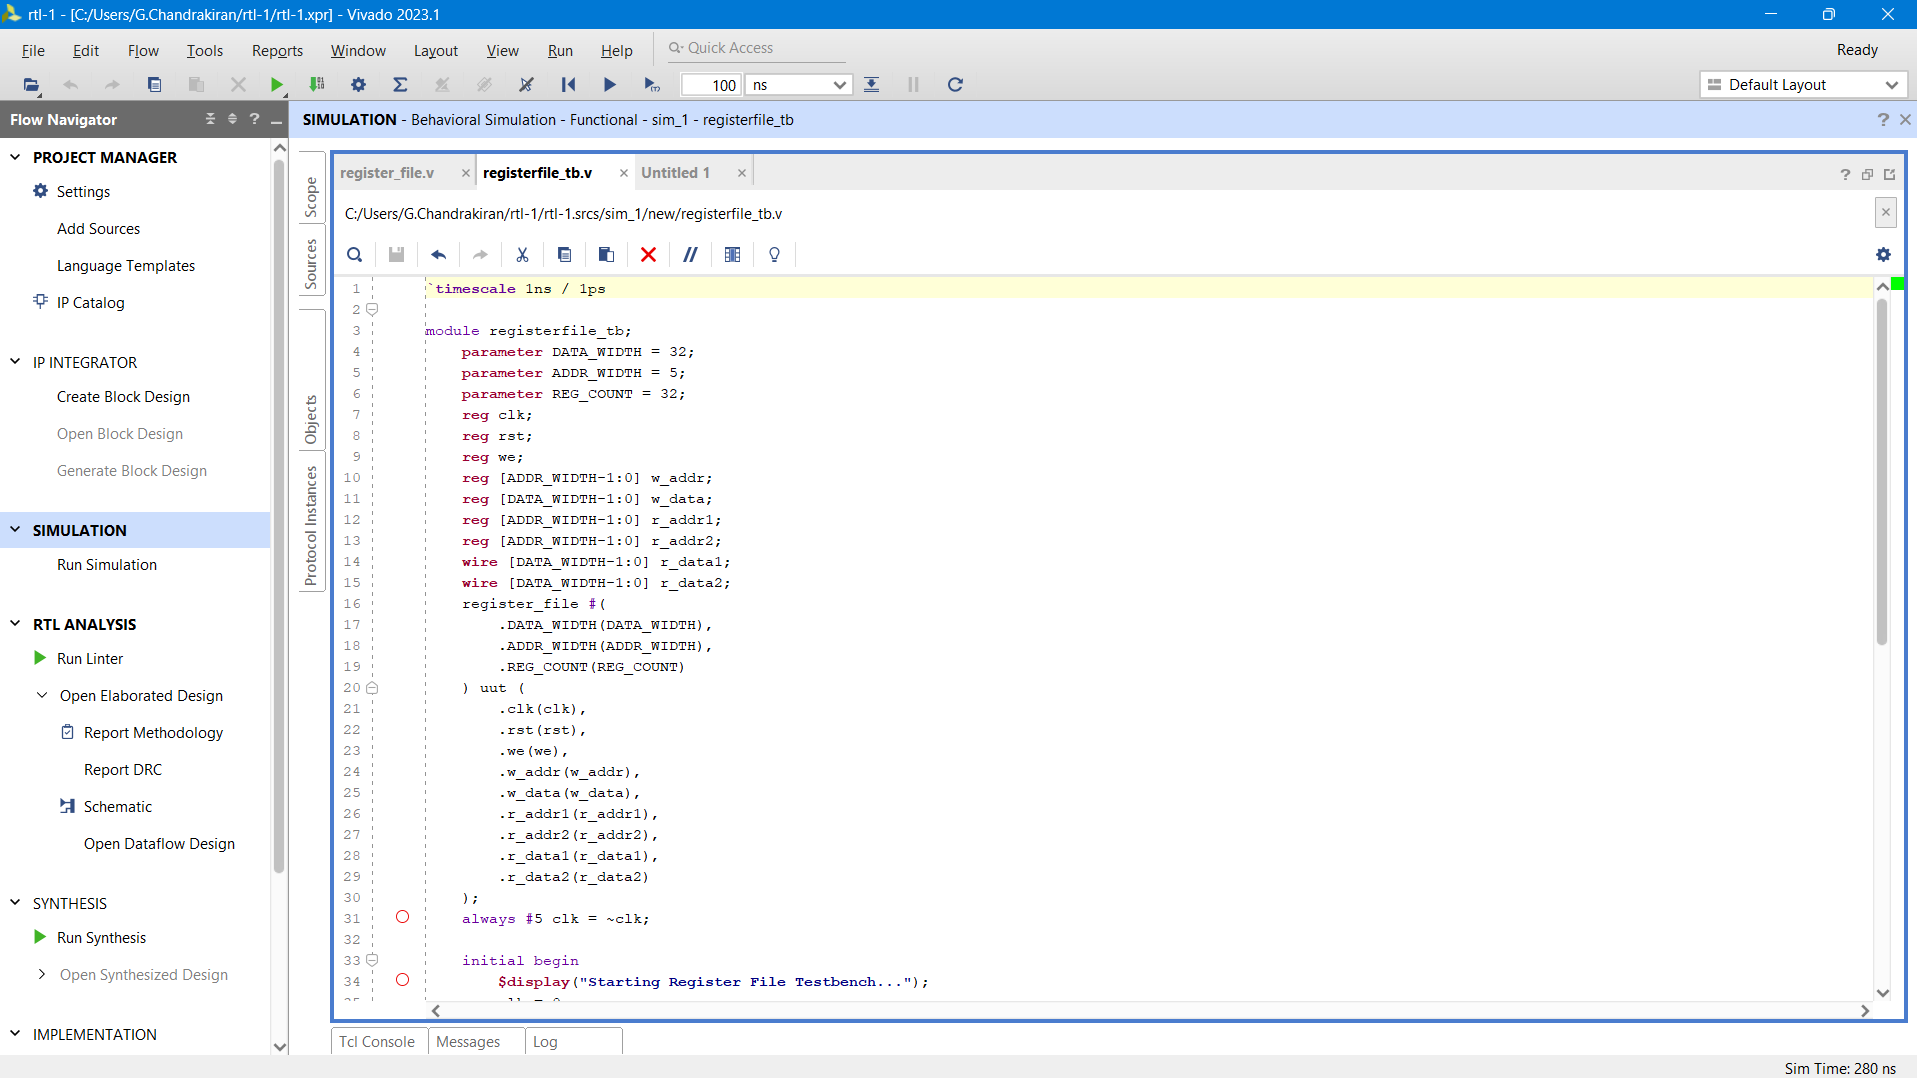 rtl-1 - [C:/Users/G.Chandrakiran/rtl-1/rtl-1.xpr] - Vivado 2023.1
File Edit Flow Tools Reports Window Layout View Run Help Quick Access Ready
100 ns Default Layout
Flow Navigator
SIMULATION - Behavioral Simulation - Functional - sim_1 - registerfile_tb
PROJECT MANAGER
Settings
Add Sources
Language Templates
IP Catalog
IP INTEGRATOR
Create Block Design
Open Block Design
Generate Block Design
SIMULATION
Run Simulation
RTL ANALYSIS
Run Linter
Open Elaborated Design
Report Methodology
Report DRC
Schematic
Open Dataflow Design
SYNTHESIS
Run Synthesis
Open Synthesized Design
IMPLEMENTATION
Scope
Sources
Objects
Protocol Instances
register_file.v registerfile_tb.v Untitled 1
C:/Users/G.Chandrakiran/rtl-1/rtl-1.srcs/sim_1/new/registerfile_tb.v
1 `timescale 1ns / 1ps
2
3 module registerfile_tb;
4 parameter DATA_WIDTH = 32;
5 parameter ADDR_WIDTH = 5;
6 parameter REG_COUNT = 32;
7 reg clk;
8 reg rst;
9 reg we;
10 reg [ADDR_WIDTH-1:0] w_addr;
11 reg [DATA_WIDTH-1:0] w_data;
12 reg [ADDR_WIDTH-1:0] r_addr1;
13 reg [ADDR_WIDTH-1:0] r_addr2;
14 wire [DATA_WIDTH-1:0] r_data1;
15 wire [DATA_WIDTH-1:0] r_data2;
16 register_file #(
17 .DATA_WIDTH(DATA_WIDTH),
18 .ADDR_WIDTH(ADDR_WIDTH),
19 .REG_COUNT(REG_COUNT)
20 ) uut (
21 .clk(clk),
22 .rst(rst),
23 .we(we),
24 .w_addr(w_addr),
25 .w_data(w_data),
26 .r_addr1(r_addr1),
27 .r_addr2(r_addr2),
28 .r_data1(r_data1),
29 .r_data2(r_data2)
30 );
31 always #5 clk = ~clk;
32
33 initial begin
34 $display("Starting Register File Testbench...");
Tcl Console Messages Log
Sim Time: 280 ns